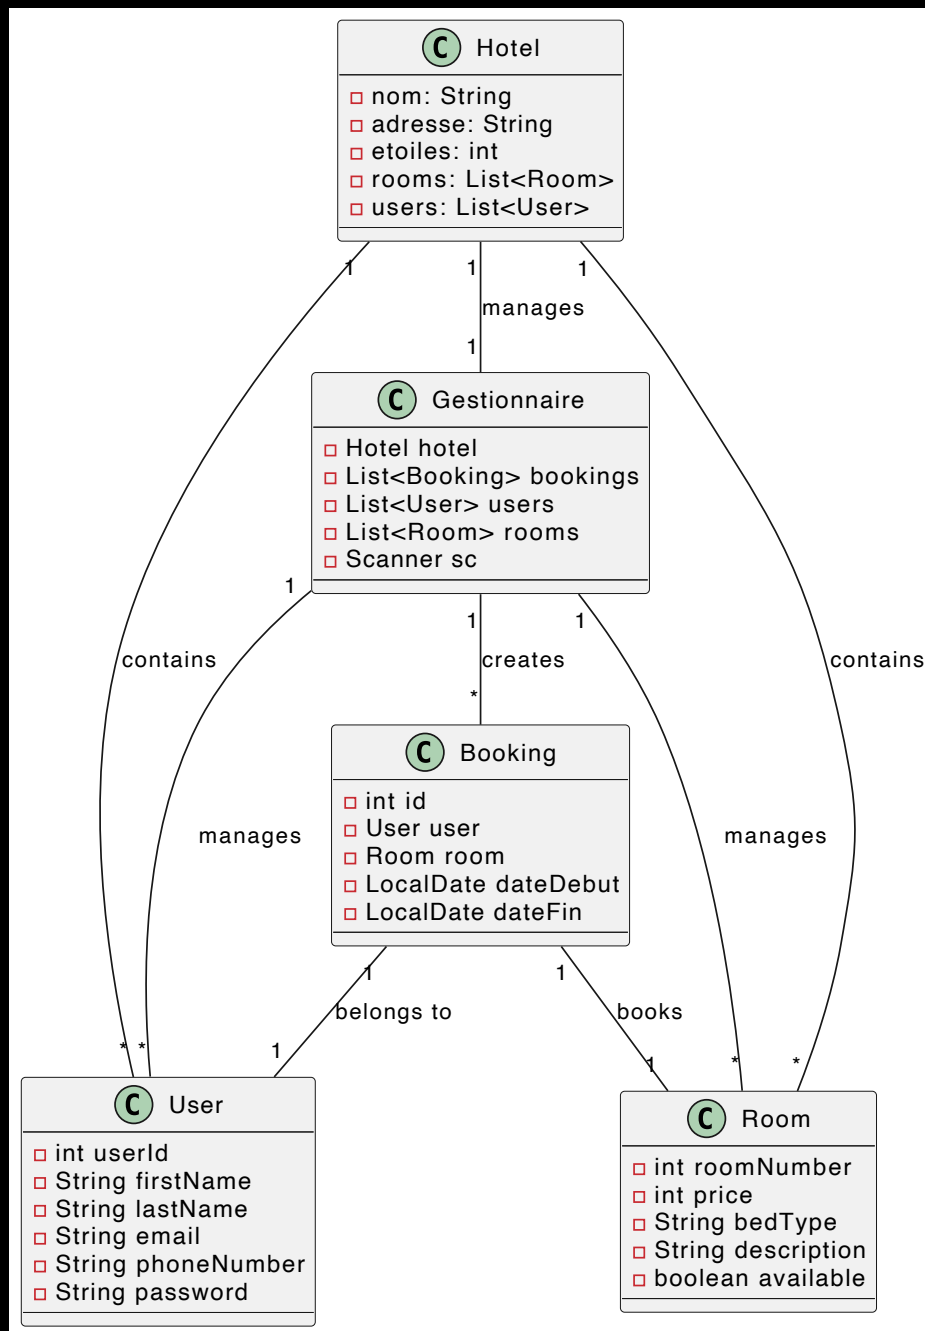 C Hotel
nom: String
adresse: String
etoiles: int
rooms: List<Room>
users: List<User>
1
1
1
manages
1
C Gestionnaire
Hotel hotel
List<Booking> bookings
List<User> users
List<Room> rooms
Scanner sc
1
1
1
contains
creates
contains
*
C Booking
int id
User user
Room room
LocalDate dateDebut
LocalDate dateFin
manages
manages
1
1
belongs to
books
*
*
1
1
*
*
C User
int userId
String firstName
String lastName
String email
String phoneNumber
String password
C Room
int roomNumber
int price
String bedType
String description
boolean available